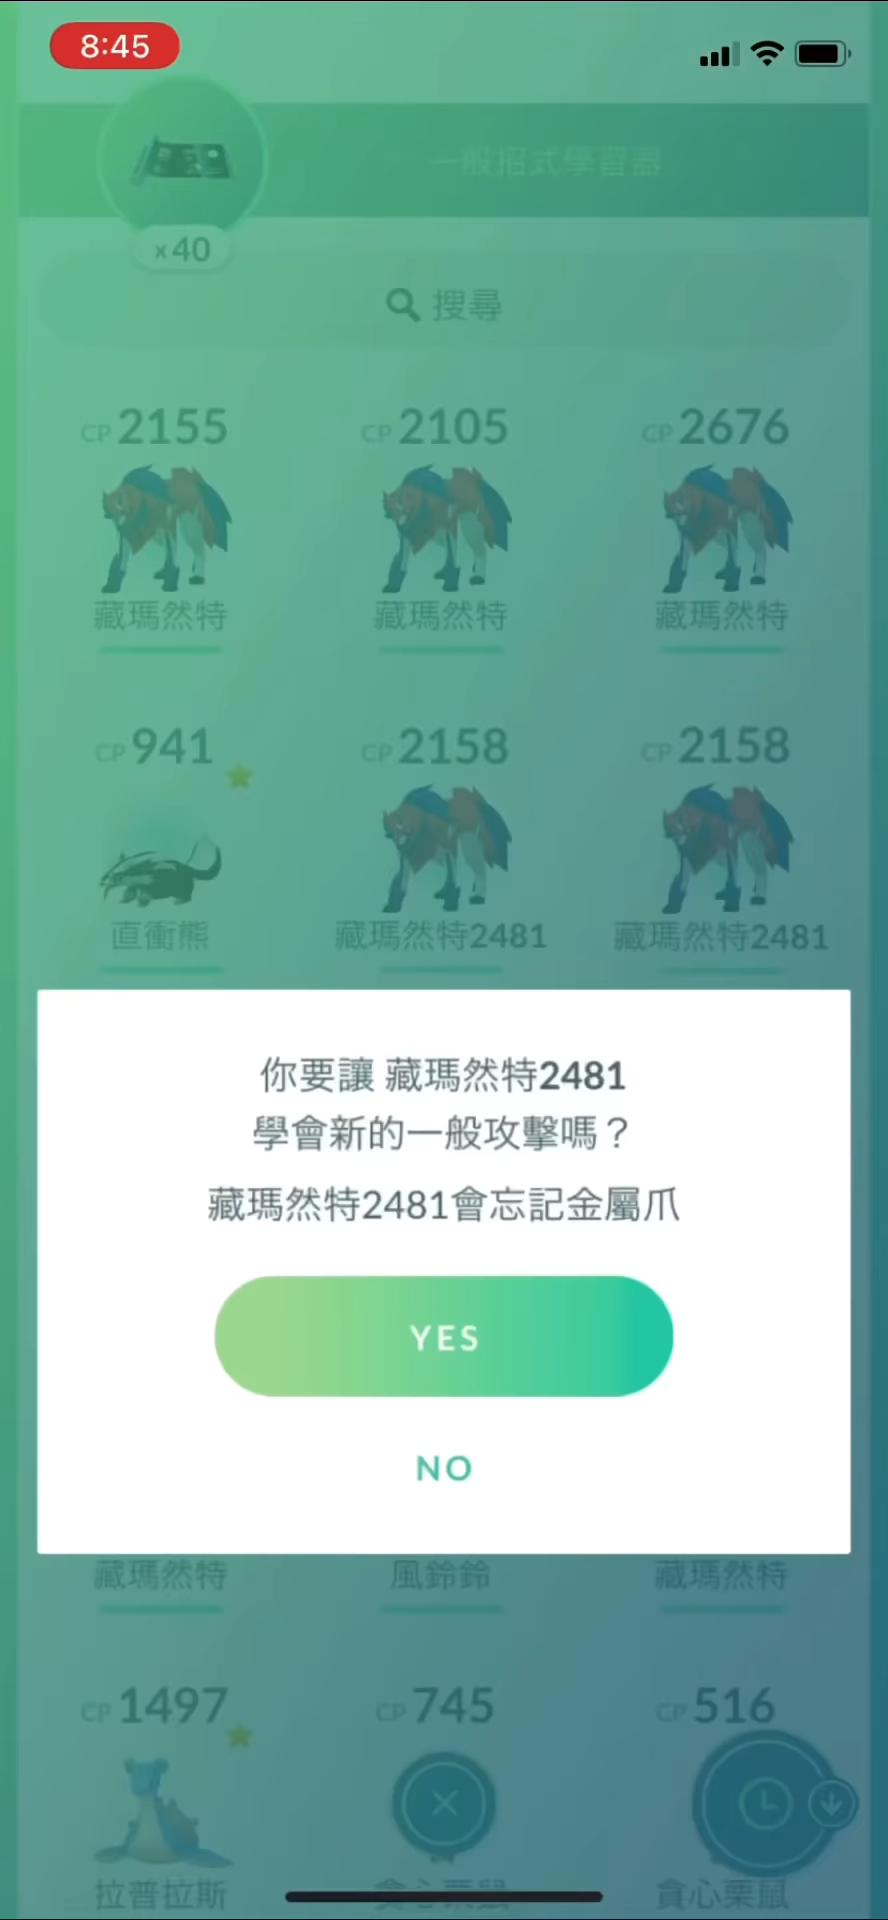 8:45
一般招式學習器
×40
搜尋
CP2155
CP2105
CP2676
藏瑪然特
藏瑪然特
藏瑪然特
CP941
CP2158
CP2158
直衝熊
藏瑪然特2481
藏瑪然特2481
你要讓 藏瑪然特2481
學會新的一般攻擊嗎？
藏瑪然特2481會忘記金屬爪
YES
NO
藏瑪然特
風鈴鈴
藏瑪然特
CP1497
CP745
CP516
拉普拉斯
貪心栗鼠
貪心栗鼠